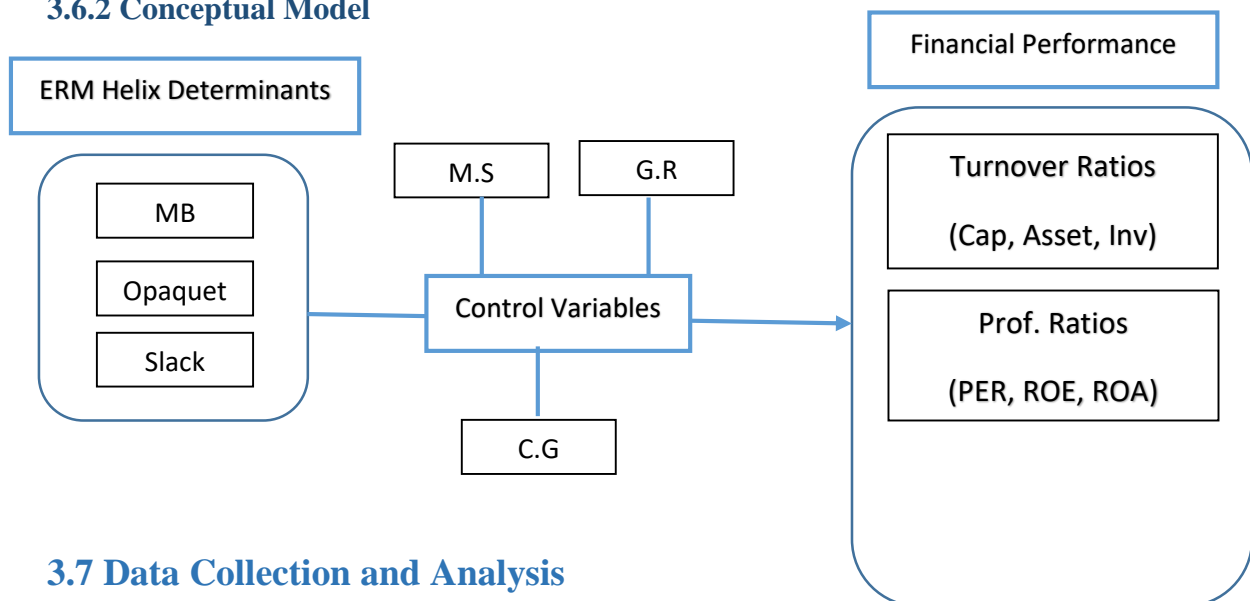 3.6.2 Conceptual Model
ERM Helix Determinants
MB
Opaquet
Slack
M.S
G.R
Control Variables
C.G
Financial Performance
Turnover Ratios
(Cap, Asset, Inv)
Prof. Ratios
(PER, ROE, ROA)
3.7 Data Collection and Analysis